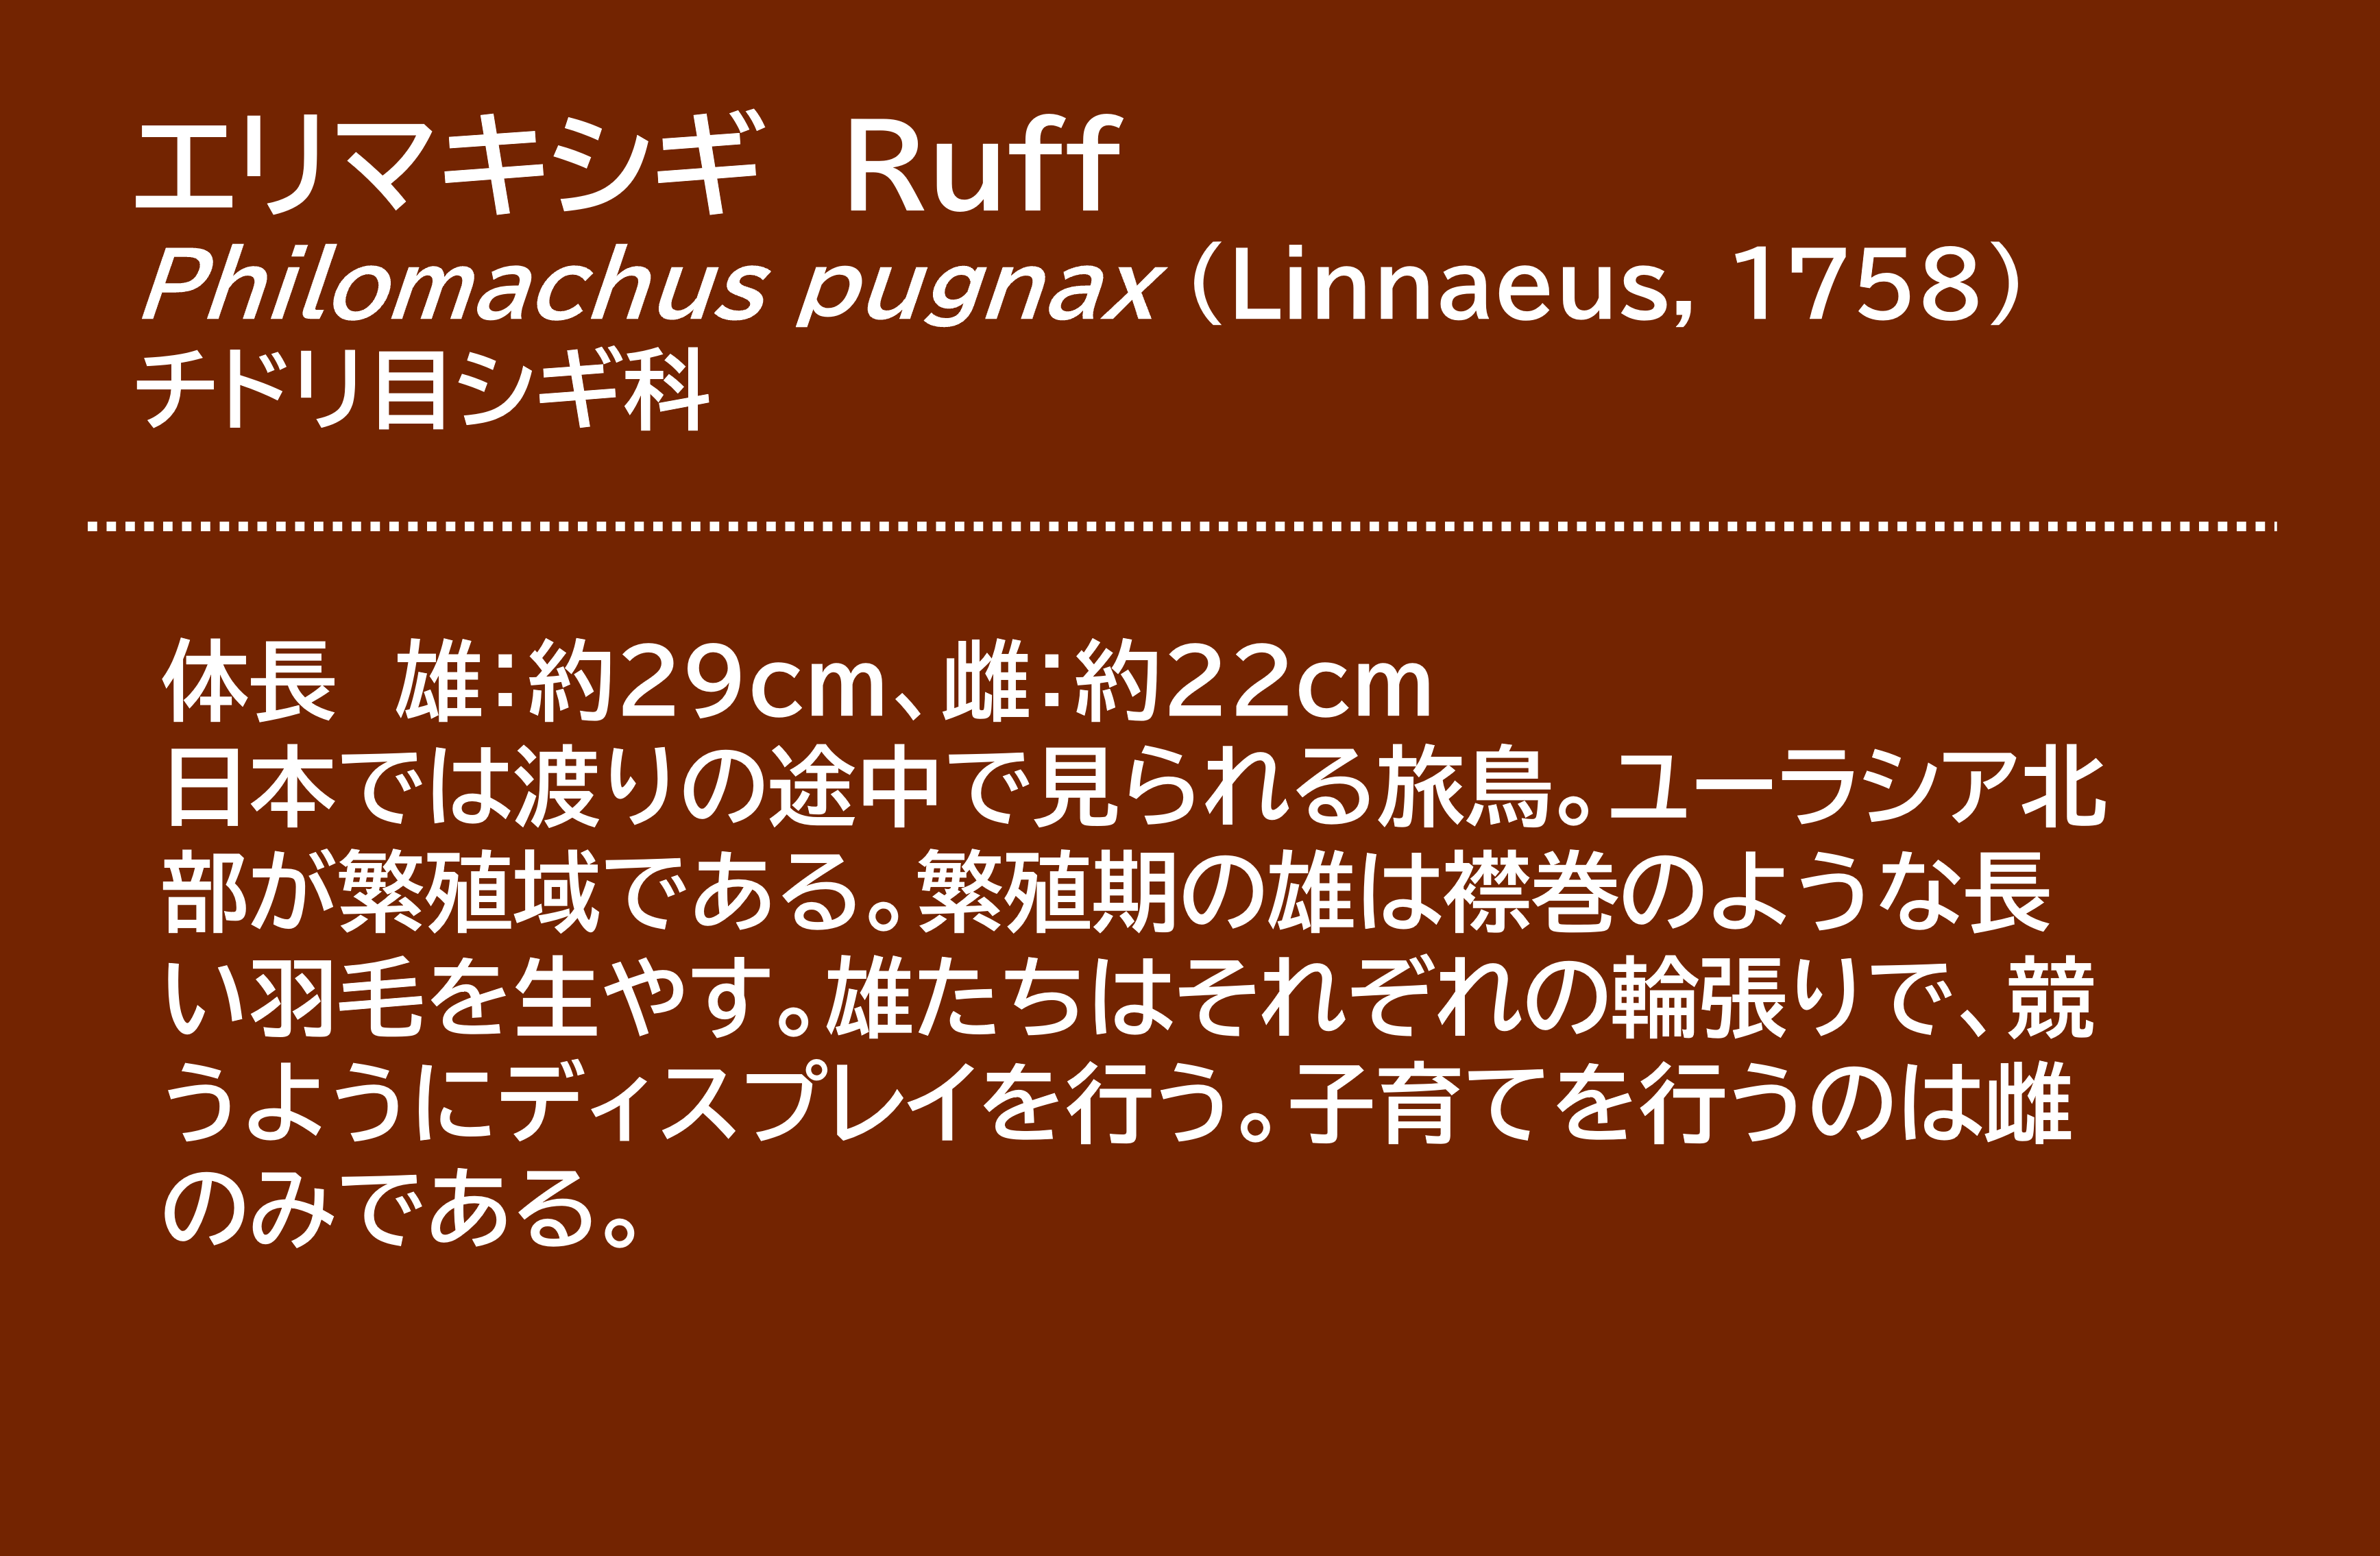 エリマキシギ　Ruff
Philomachus pugnax (Linnaeus, 1758)
チドリ目シギ科
体長　雄：約29cm、雌：約22cm
日本では渡りの途中で見られる旅鳥。ユーラシア北
部が繁殖域である。繁殖期の雄は襟巻のような長
い羽毛を生やす。雄たちはそれぞれの輪張りで、競
うようにディスプレイを行う。子育てを行うのは雌
のみである。